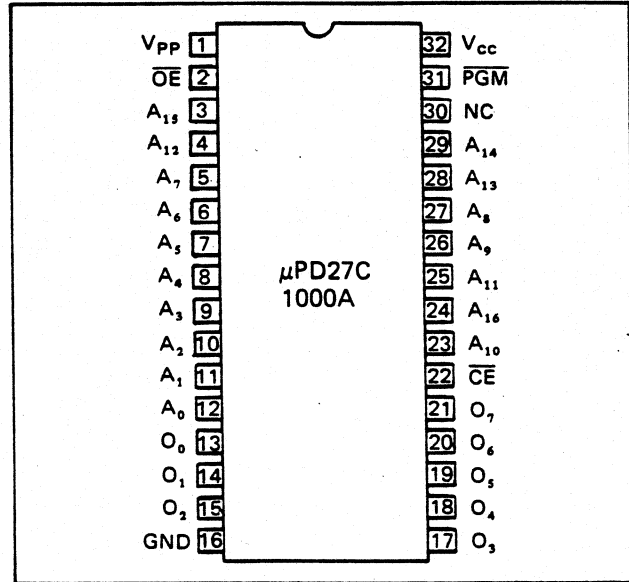 VPP 1 32 VCC
OE 2 31 PGM
A15 3 30 NC
A12 4 29 A14
A7 5 28 A13
A6 6 27 A8
A5 7 26 A9
A4 8 25 A11
A3 9 24 A16
A2 10 23 A10
A1 11 22 CE
A0 12 21 O7
O0 13 20 O6
O1 14 19 O5
O2 15 18 O4
GND 16 17 O3
μPD27C
1000A